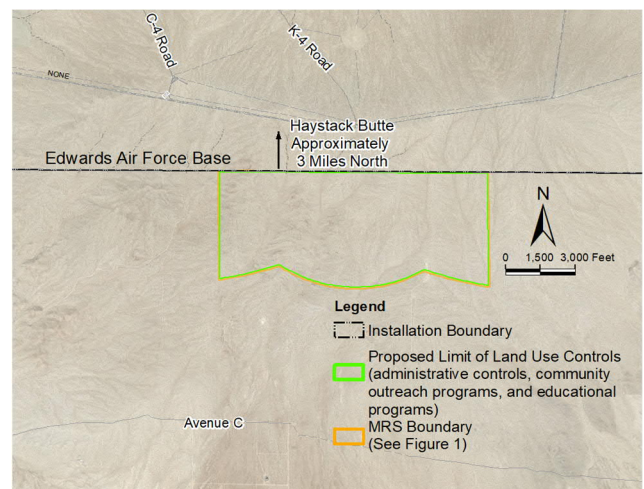 C-4 Road
K-4 Road
NONE
Haystack Butte
Approximately
3 Miles North
Edwards Air Force Base
N
0 1,500 3,000 Feet
Legend
Installation Boundary
Proposed Limit of Land Use Controls
(administrative controls, community
outreach programs, and educational
programs)
MRS Boundary
(See Figure 1)
Avenue C